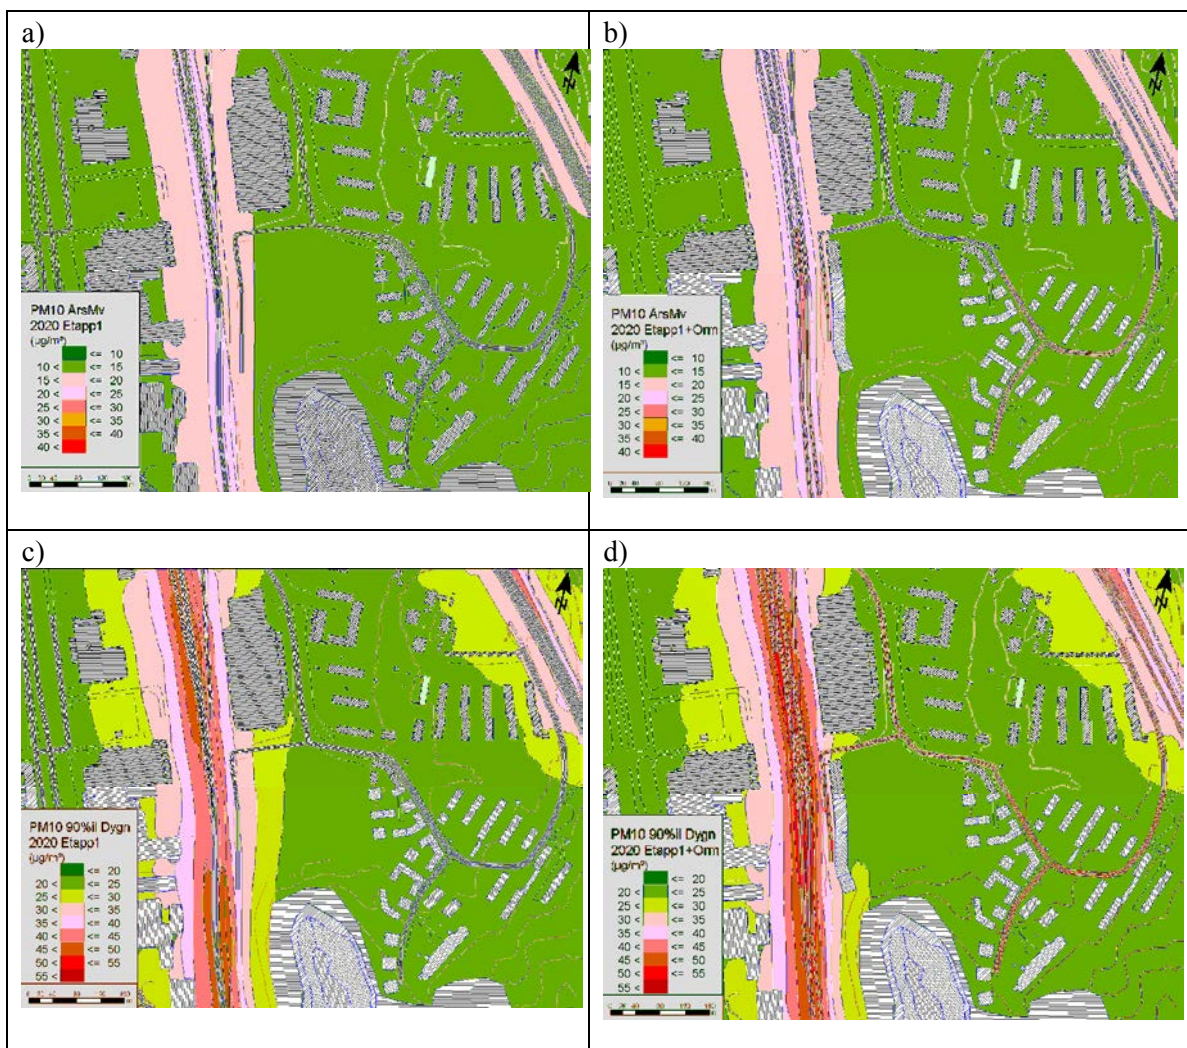 a)
b)
PM10 ArsMv
2020 Etapp1
(µg/m³)
<= 10
10 < <= 15
15 < <= 20
20 < <= 25
25 < <= 30
30 < <= 35
35 < <= 40
40 <
PM10 ArsMv
2020 Etapp1+Orm
(µg/m³)
<= 10
10 < <= 15
15 < <= 20
20 < <= 25
25 < <= 30
30 < <= 35
35 < <= 40
40 <
c)
d)
PM10 90%il Dygn
2020 Etapp1
(µg/m³)
<= 20
20 < <= 25
25 < <= 30
30 < <= 35
35 < <= 40
40 < <= 45
45 < <= 50
50 < <= 55
55 <
PM10 90%il Dygn
2020 Etapp1+Orm
(µg/m³)
<= 20
20 < <= 25
25 < <= 30
30 < <= 35
35 < <= 40
40 < <= 45
45 < <= 50
50 < <= 55
55 <